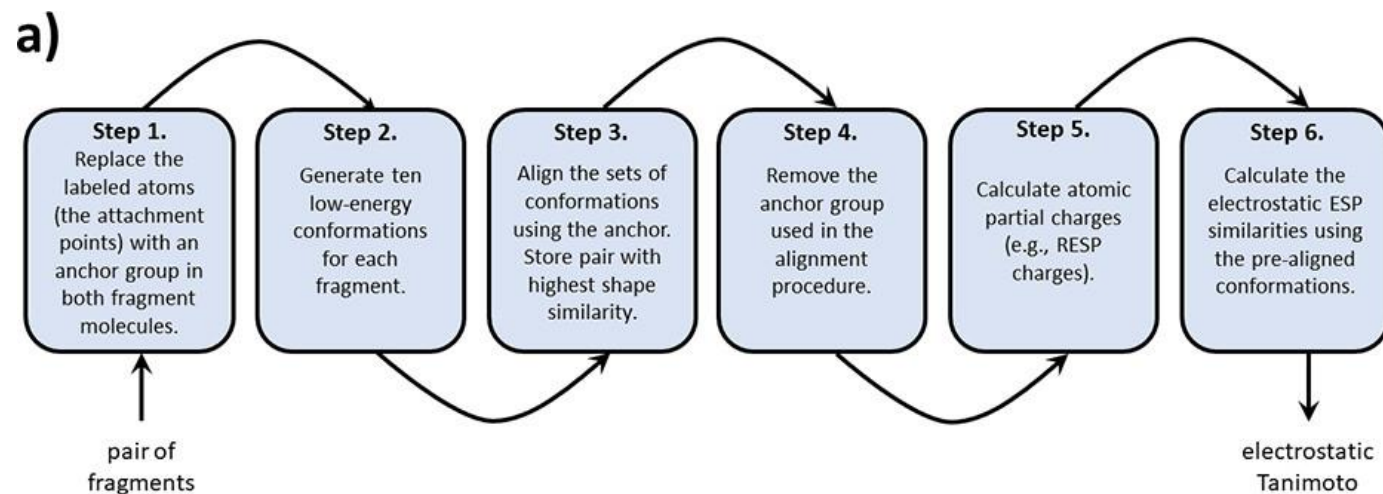 a)
Step 1.
Replace the
labeled atoms
(the attachment
points) with an
anchor group in
both fragment
molecules.
Step 2.
Generate ten
low-energy
conformations
for each
fragment.
Step 3.
Align the sets of
conformations
using the anchor.
Store pair with
highest shape
similarity.
Step 4.
Remove the
anchor group
used in the
alignment
procedure.
Step 5.
Calculate atomic
partial charges
(e.g., RESP
charges).
Step 6.
Calculate the
electrostatic ESP
similarities using
the pre-aligned
conformations.
pair of
fragments
electrostatic
Tanimoto